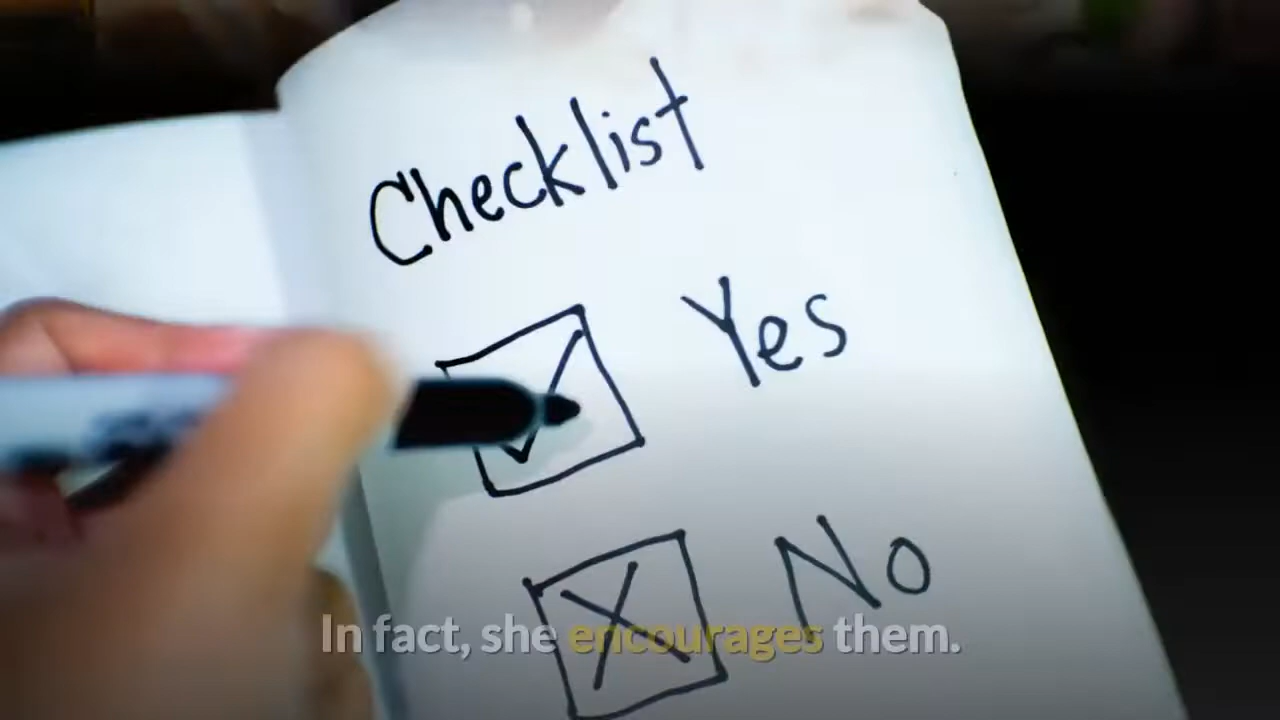 Checklist
Yes
No
In fact, she encourages them.